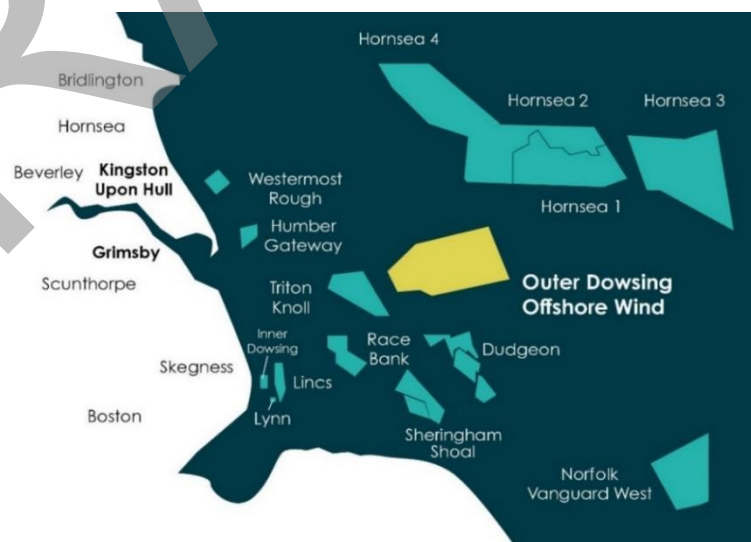 Hornsea 4
Bridlington
Hornsea 2
Hornsea 3
Hornsea
Beverley
Kingston
Upon Hull
Westermost
Rough
Hornsea 1
Humber
Gateway
Grimsby
Scunthorpe
Triton
Knoll
Outer Dowsing
Offshore Wind
Inner
Dowsing
Race
Bank
Dudgeon
Skegness
Lincs
Boston
Lynn
Sheringham
Shoal
Norfolk
Vanguard West